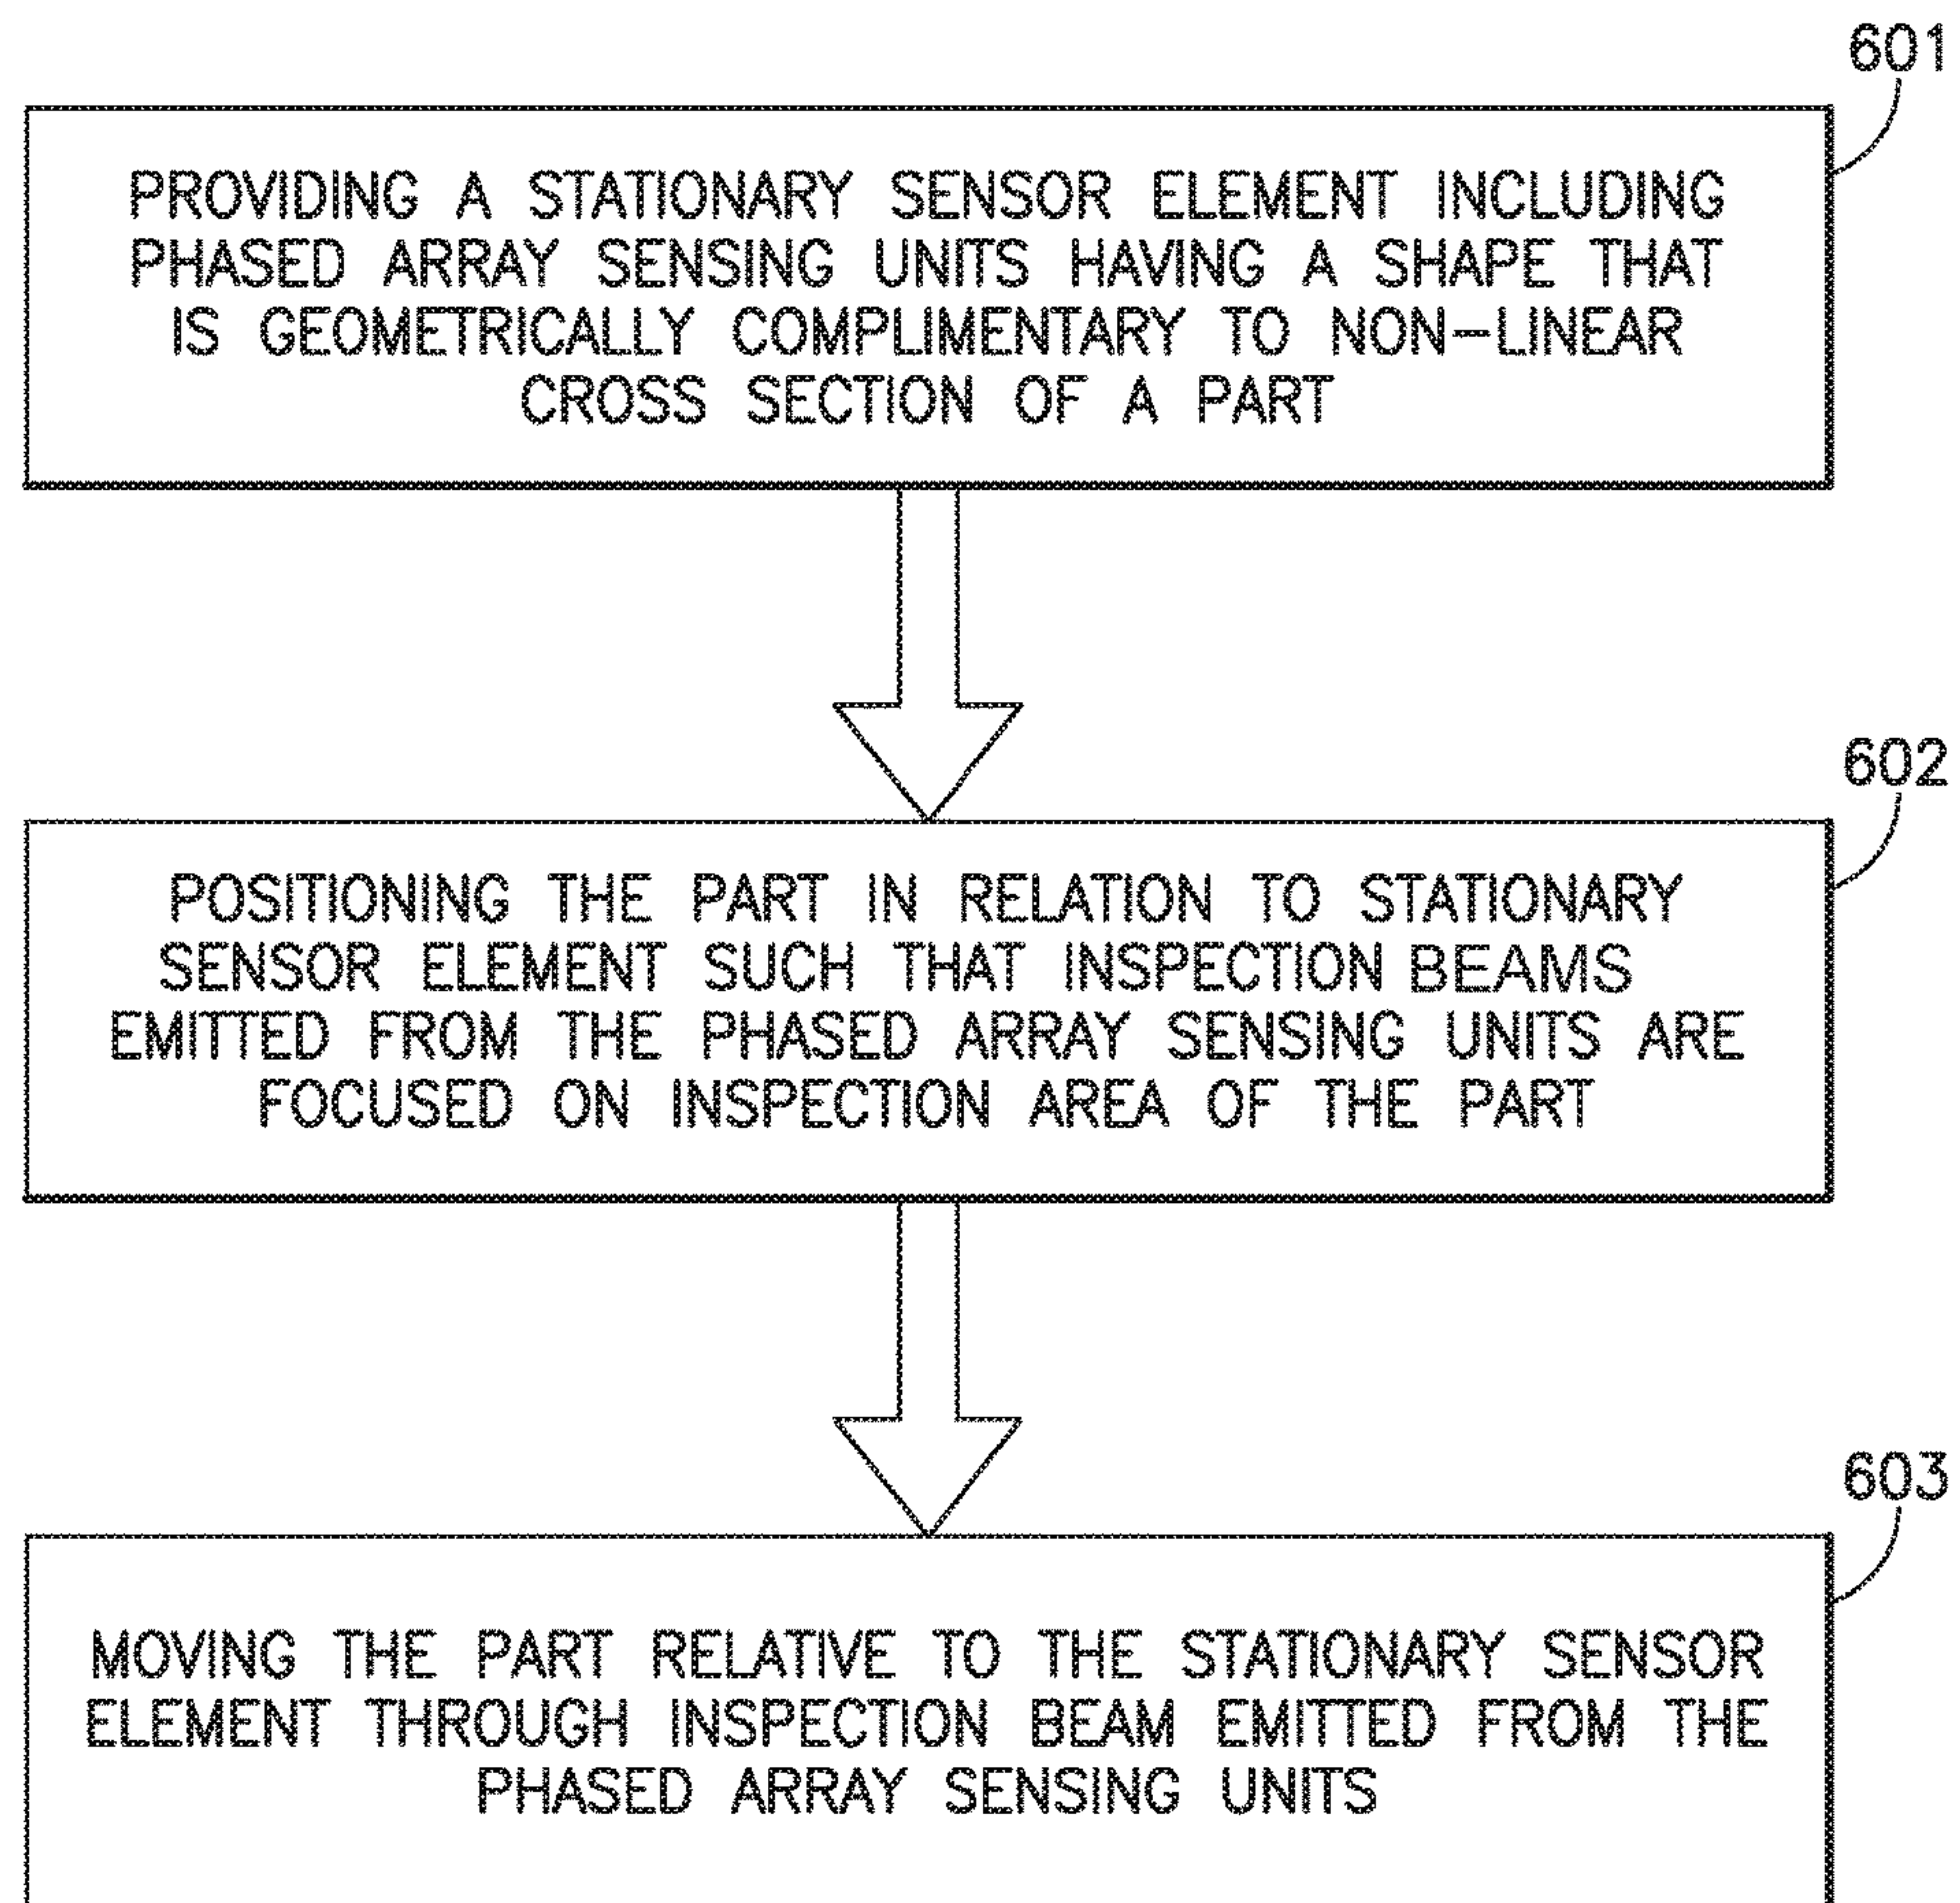 601
PROVIDING A STATIONARY SENSOR ELEMENT INCLUDING
PHASED ARRAY SENSING UNITS HAVING A SHAPE THAT
IS GEOMETRICALLY COMPLIMENTARY TO NON-LINEAR
CROSS SECTION OF A PART
602
POSITIONING THE PART IN RELATION TO STATIONARY
SENSOR ELEMENT SUCH THAT INSPECTION BEAMS
EMITTED FROM THE PHASED ARRAY SENSING UNITS ARE
FOCUSED ON INSPECTION AREA OF THE PART
603
MOVING THE PART RELATIVE TO THE STATIONARY SENSOR
ELEMENT THROUGH INSPECTION BEAM EMITTED FROM THE
PHASED ARRAY SENSING UNITS